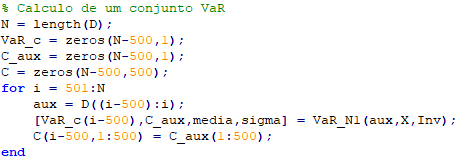 % Calculo de um conjunto VaR
N = length(D);
VaR_c = zeros(N-500,1);
C_aux = zeros(N-500,1);
C = zeros(N-500,500);
for i = 501:N
    aux = D((i-500):i);
    [VaR_c(i-500),C_aux,media,sigma] = VaR_N1(aux,X,Inv);
    C(i-500,1:500) = C_aux(1:500);
end